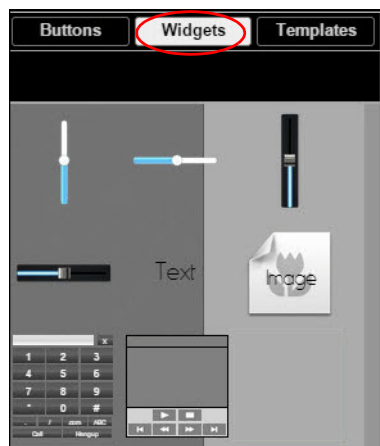 Buttons Widgets Templates
Text Image
x
1 2 3
4 5 6
7 8 9
* 0 #
. / .com ABC
Call Hangup